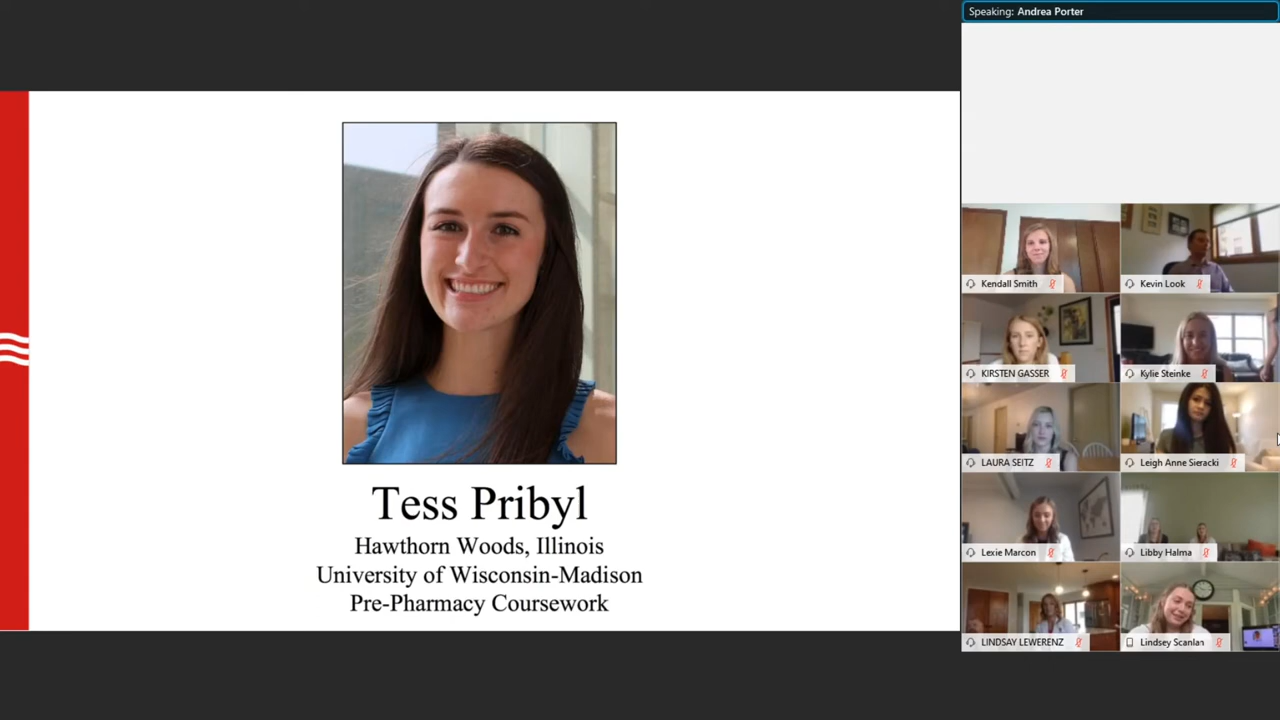 Speaking: Andrea Porter
Tess Pribyl
Hawthorn Woods, Illinois
University of Wisconsin-Madison
Pre-Pharmacy Coursework
Kendall Smith
Kevin Look
KIRSTEN GASSER
Kylie Steinke
LAURA SEITZ
Leigh Anne Sieracki
Lexie Marcon
Libby Halma
LINDSAY LEWERENZ
Lindsey Scanlan